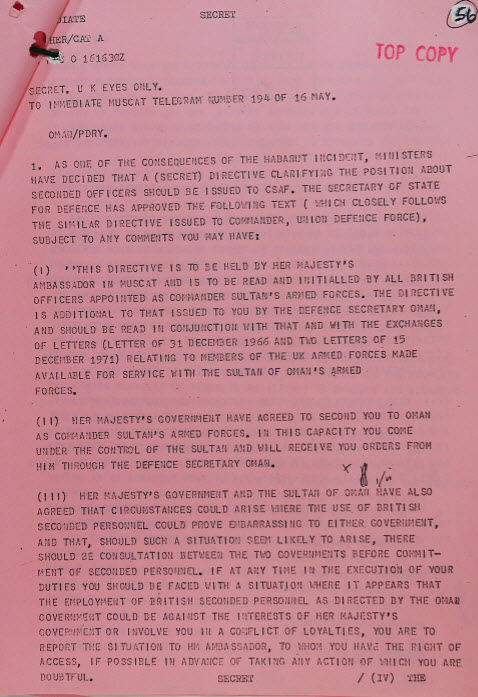 SECRET
56
DIATE
HER/CAT A
O 161630Z
TOP COPY
SECRET. U K EYES ONLY.
TO IMMEDIATE MUSCAT TELEGRAM NUMBER 194 OF 16 MAY.
OMAN/PDRY.
1. AS ONE OF THE CONSEQUENCES OF THE HABARUT INCIDENT, MINISTERS
HAVE DECIDED THAT A (SECRET) DIRECTIVE CLARIFYING THE POSITION ABOUT
SECONDED OFFICERS SHOULD BE ISSUED TO CSAF. THE SECRETARY OF STATE
FOR DEFENCE HAS APPROVED THE FOLLOWING TEXT ( WHICH CLOSELY FOLLOWS
THE SIMILAR DIRECTIVE ISSUED TO COMMANDER, UNION DEFENCE FORCE),
SUBJECT TO ANY COMMENTS YOU MAY HAVE:
(I) ''THIS DIRECTIVE IS TO BE HELD BY HER MAJESTY'S
AMBASSADOR IN MUSCAT AND IS TO BE READ AND INITIALLED BY ALL BRITISH
OFFICERS APPOINTED AS COMMANDER SULTAN'S ARMED FORCES. THE DIRECTIVE
IS ADDITIONAL TO THAT ISSUED TO YOU BY THE DEFENCE SECRETARY OMAN,
AND SHOULD BE READ IN CONJUNCTION WITH THAT AND WITH THE EXCHANGES
OF LETTERS (LETTER OF 31 DECEMBER 1966 AND TWO LETTERS OF 15
DECEMBER 1971) RELATING TO MEMBERS OF THE UK ARMED FORCES MADE
AVAILABLE FOR SERVICE WITH THE SULTAN OF OMAN'S ARMED
FORCES.
(II) HER MAJESTY'S GOVERNMENT HAVE AGREED TO SECOND YOU TO OMAN
AS COMMANDER SULTAN'S ARMED FORCES. IN THIS CAPACITY YOU COME
UNDER THE CONTROL OF THE SULTAN AND WILL RECEIVE YOU ORDERS FROM
HIM THROUGH THE DEFENCE SECRETARY OMAN.
(III) HER MAJESTY'S GOVERNMENT AND THE SULTAN OF OMAN HAVE ALSO
AGREED THAT CIRCUMSTANCES COULD ARISE WHERE THE USE OF BRITISH
SECONDED PERSONNEL COULD PROVE EMBARRASSING TO EITHER GOVERNMENT,
AND THAT, SHOULD SUCH A SITUATION SEEM LIKELY TO ARISE, THERE
SHOULD BE CONSULTATION BETWEEN THE TWO GOVERNMENTS BEFORE COMMIT-
MENT OF SECONDED PERSONNEL. IF AT ANY TIME IN THE EXECUTION OF YOUR
DUTIES YOU SHOULD BE FACED WITH A SITUATION WHERE IT APPEARS THAT
THE EMPLOYMENT OF BRITISH SECONDED PERSONNEL AS DIRECTED BY THE OMAN
GOVERNMENT COULD BE AGAINST THE INTERESTS OF HER MAJESTY'S
GOVERNMENT OR INVOLVE YOU IN A CONFLICT OF LOYALTIES, YOU ARE TO
REPORT THE SITUATION TO HM AMBASSADOR, TO WHOM YOU HAVE THE RIGHT OF
ACCESS, IF POSSIBLE IN ADVANCE OF TAKING ANY ACTION OF WHICH YOU ARE
DOUBTFUL.
SECRET
/ (IV) THE